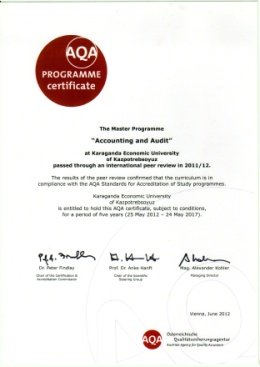 AQA
PROGRAMME
certificate
The Master Programme
"Accounting and Audit"
at Karaganda Economic University
of Kazpotrebsoyuz
passed through an international peer review in 2011/12.
The results of the peer review confirmed that the curriculum is in
compliance with the AQA Standards for Accreditation of Study programmes.
Karaganda Economic University
of Kazpotrebsoyuz
is entitled to hold this AQA certificate, subject to conditions,
for a period of five years (25 May 2012 – 24 May 2017).
Dr. Peter Findlay
Prof. Dr. Anke Hanft
Mag. Alexander Kohler
Chair of the Certification e
Accreditation Commission
Chair of the Scientific
Steering Group
Managing Director
Vienna, June 2012
AQA
Österreichische
Qualitätssicherungsagentur
Austrian Agency for Quality Assurance